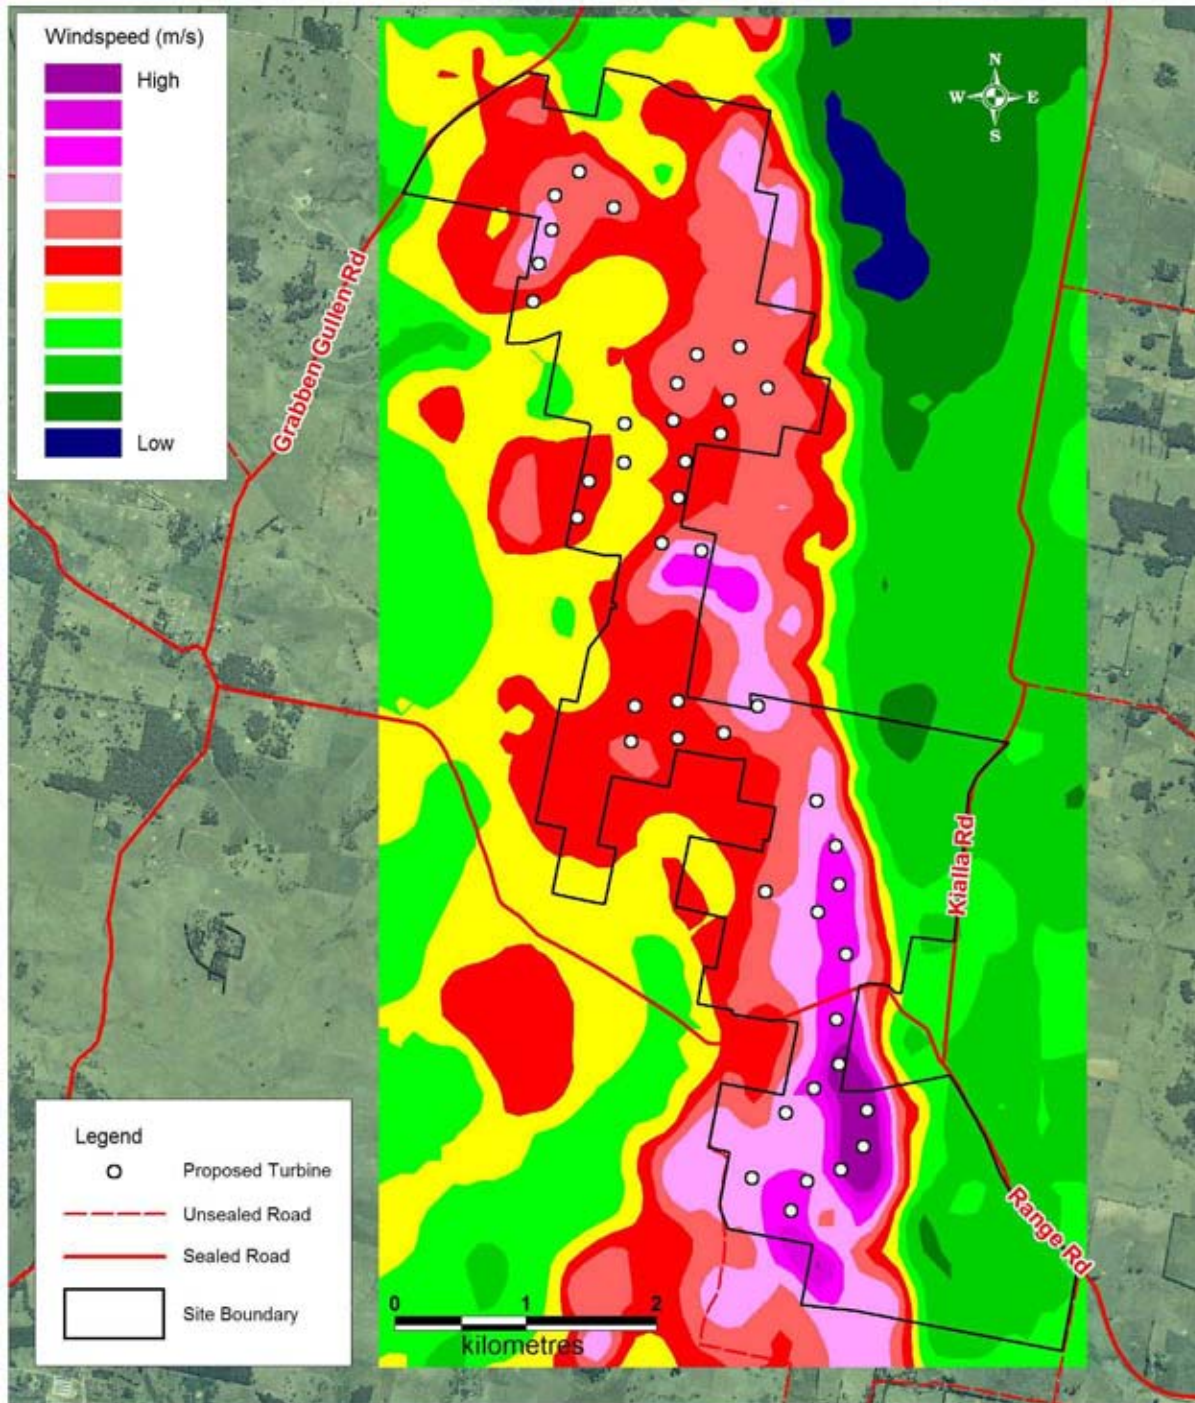 Windspeed (m/s)
High
Low
N
W E
S
Grabben Gullen Rd
Kialla Rd
Range Rd
Legend
Proposed Turbine
Unsealed Road
Sealed Road
Site Boundary
0 1 2
kilometres